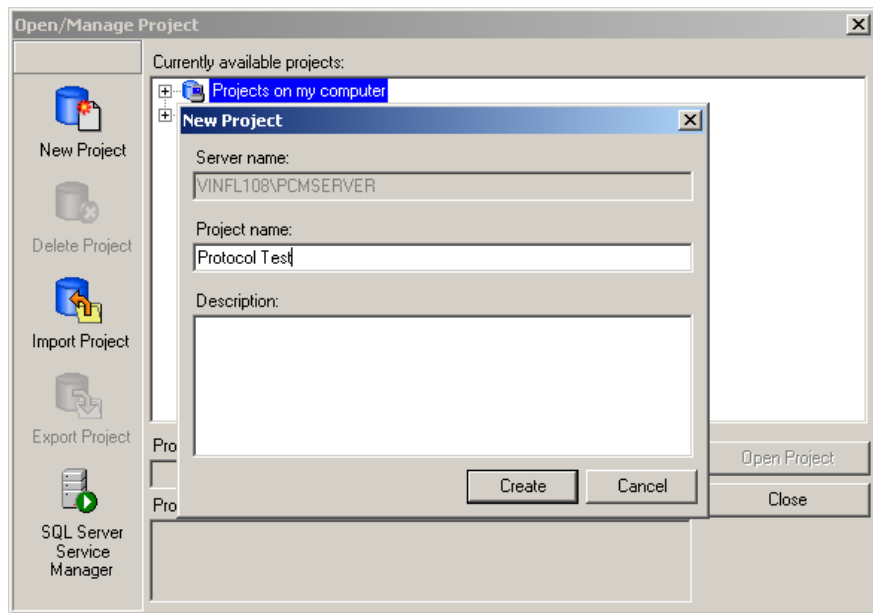 Open/Manage Project
Currently available projects:
Projects on my computer
New Project
Delete Project
Import Project
Export Project
SQL Server
Service
Manager
New Project
Server name:
VINFL108\PCMSERVER
Project name:
Protocol Test
Description:
Create
Cancel
Pro
Pro
Open Project
Close